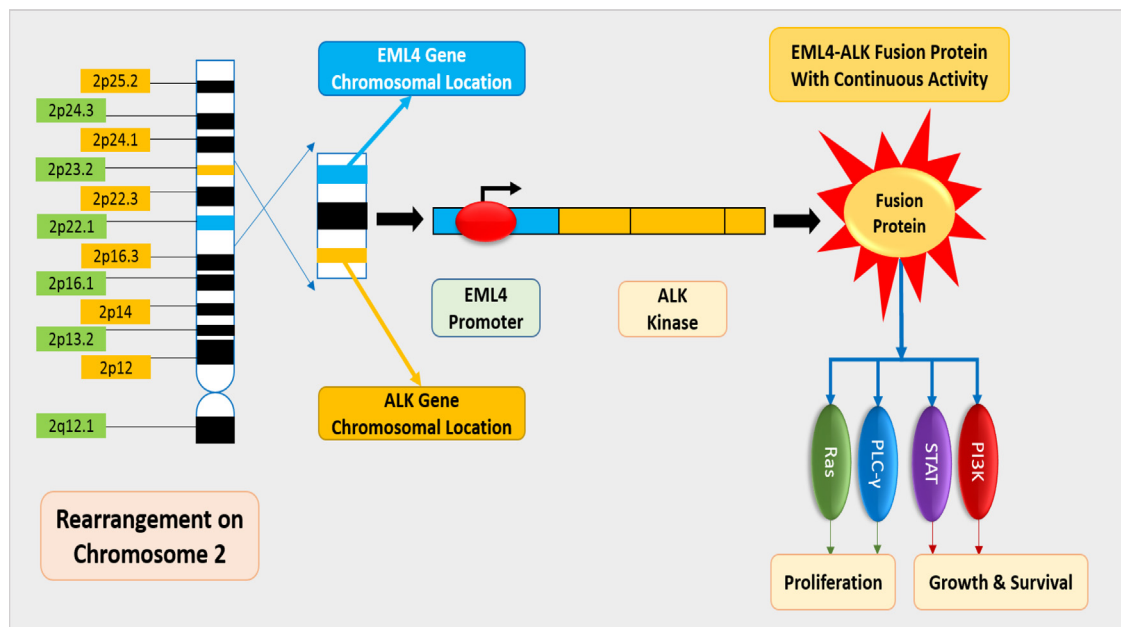 2p25.2
2p24.3
2p24.1
2p23.2
2p22.3
2p22.1
2p16.3
2p16.1
2p14
2p13.2
2p12
2q12.1
Rearrangement on
Chromosome 2
EML4 Gene
Chromosomal Location
ALK Gene
Chromosomal Location
EML4
Promoter
ALK
Kinase
EML4-ALK Fusion Protein
With Continuous Activity
Fusion
Protein
Ras
PLC-γ
STAT
PI3K
Proliferation
Growth & Survival